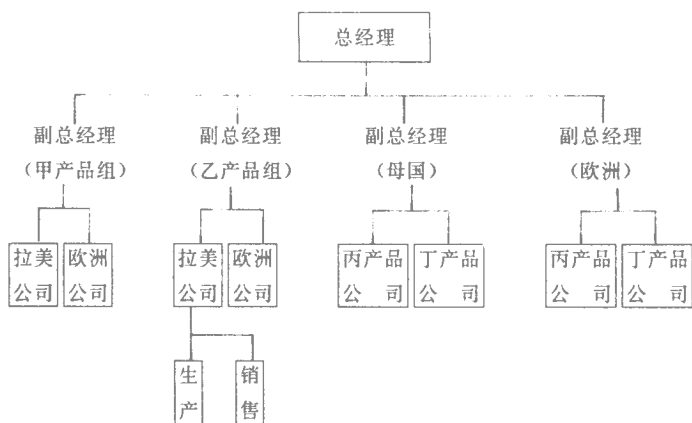 总经理
副总经理 副总经理 副总经理 副总经理
（甲产品组） （乙产品组） （母国） （欧洲）
拉美 欧洲 拉美 欧洲 丙产品 丁产品 丙产品 丁产品
公司 公司 公司 公司 公 司 公 司 公 司 公 司
生 销
产 售